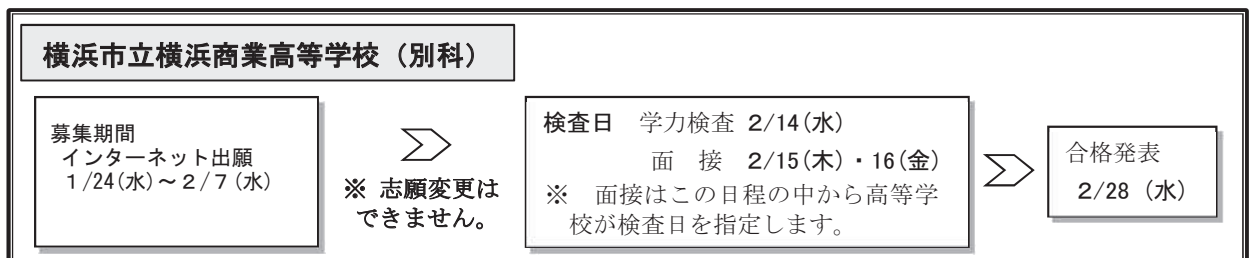 横浜市立横浜商業高等学校（別科）
募集期間
インターネット出願
１/24(水)～２/７(水)
※ 志願変更は
できません。
検査日　学力検査 2/14(水)
面　接　2/15(木)・16(金)
※　面接はこの日程の中から高等学
校が検査日を指定します。
合格発表
2/28（水）